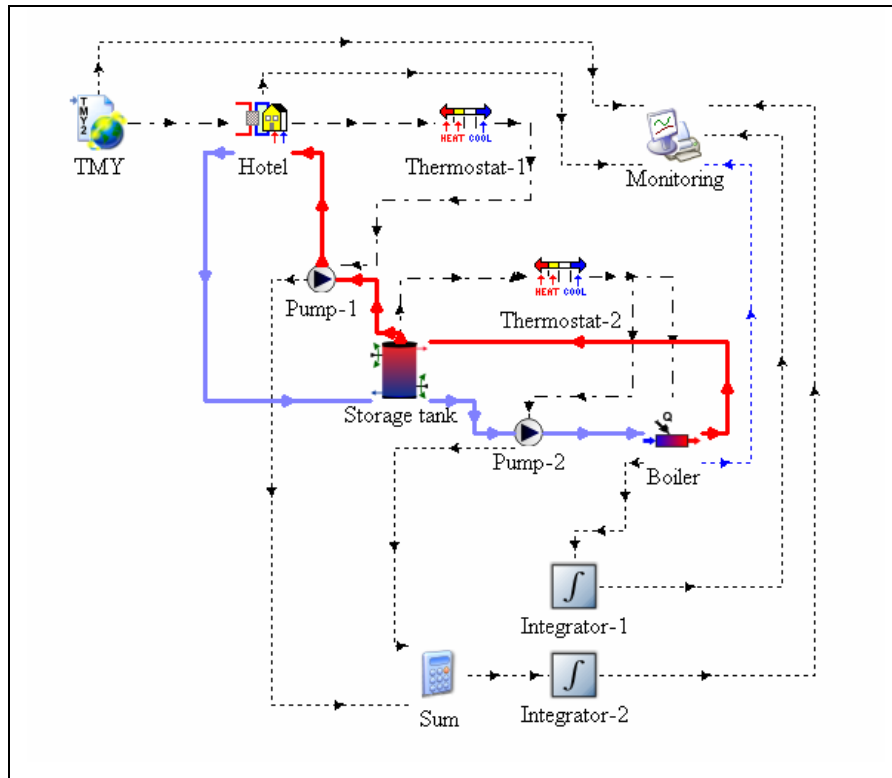 TMY2
TMY
Hotel
HEAT COOL
Thermostat-1
Monitoring
Pump-1
HEAT COOL
Thermostat-2
Storage tank
Pump-2
Q
Boiler
∫
Integrator-1
Sum
∫
Integrator-2